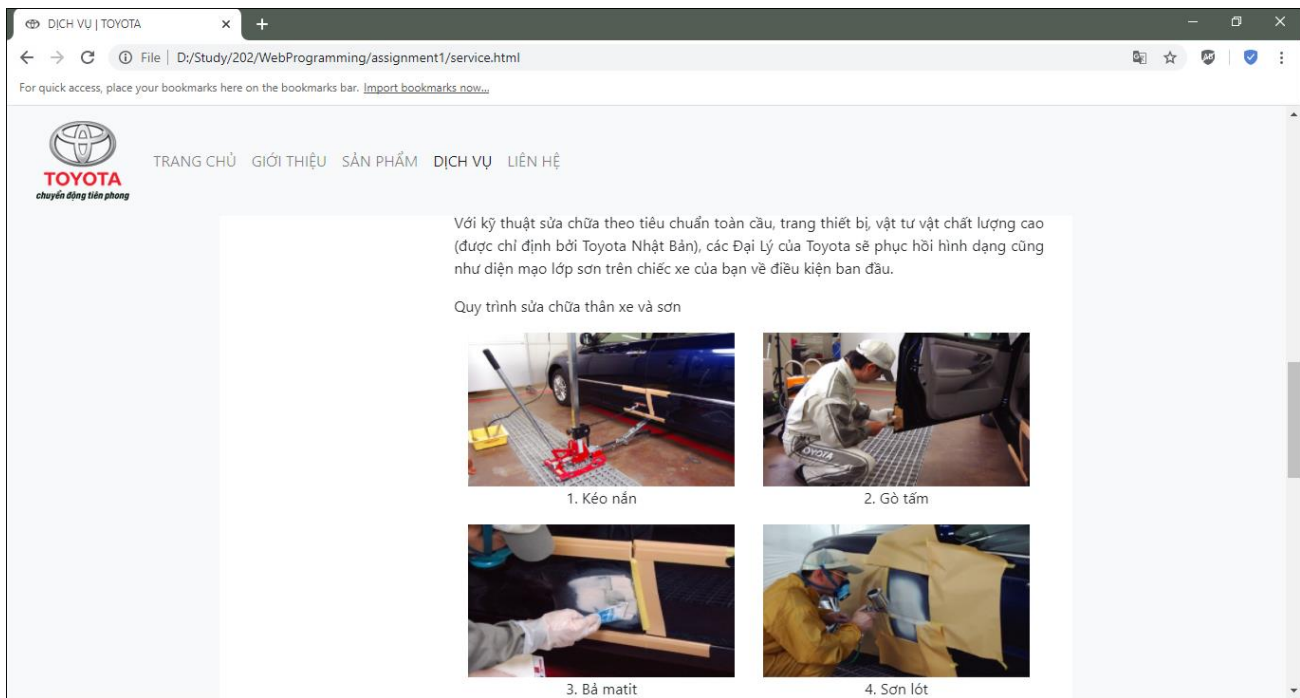 DỊCH VỤ | TOYOTA
File | D:/Study/202/WebProgramming/assignment1/service.html
For quick access, place your bookmarks here on the bookmarks bar. Import bookmarks now...
TOYOTA
chuyển động tiên phong
TRANG CHỦ GIỚI THIỆU SẢN PHẨM DỊCH VỤ LIÊN HỆ
Với kỹ thuật sửa chữa theo tiêu chuẩn toàn cầu, trang thiết bị, vật tư vật chất lượng cao
(được chỉ định bởi Toyota Nhật Bản), các Đại Lý của Toyota sẽ phục hồi hình dạng cũng
như diện mạo lớp sơn trên chiếc xe của bạn về điều kiện ban đầu.
Quy trình sửa chữa thân xe và sơn
TOYOTA
1. Kéo nắn
2. Gò tấm
3. Bả matit
4. Sơn lót